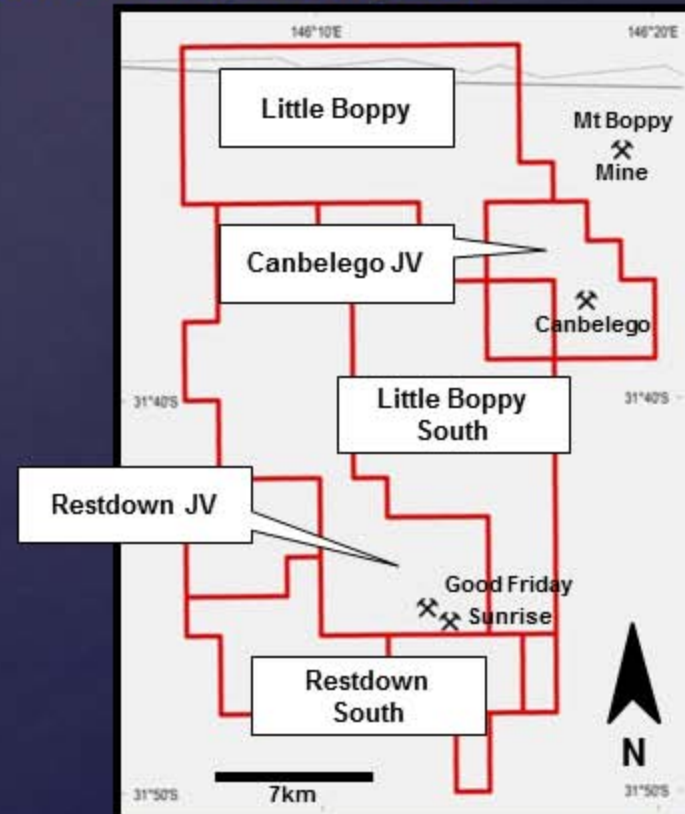 146°10'E
146°20'E
Little Boppy
Mt Boppy
Mine
Canbelego JV
Canbelego
31°40'S
31°40'S
Little Boppy
South
Restdown JV
Good Friday
Sunrise
Restdown
South
N
7km
31°50'S
31°50'S